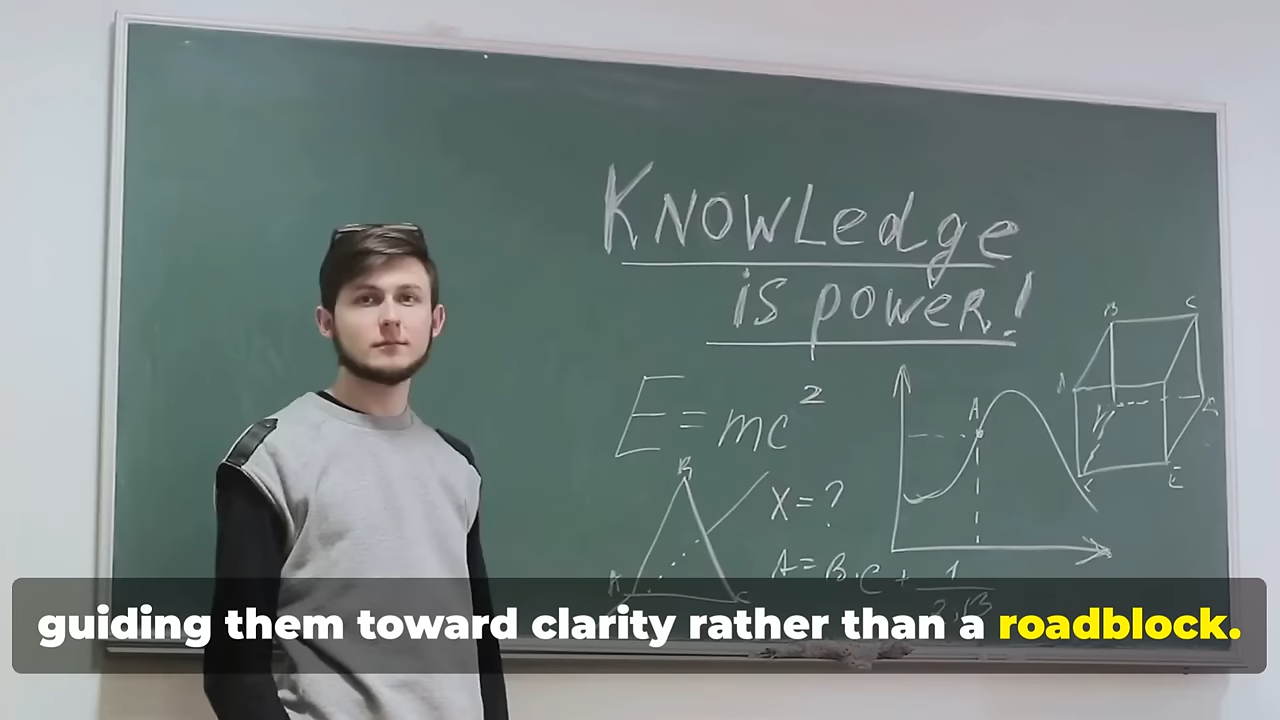 KNOWLedge
is power!
E=mc²
A
B
C
B
X=?
A
A
C
E
A=B·C+
guiding them toward clarity rather than a roadblock.